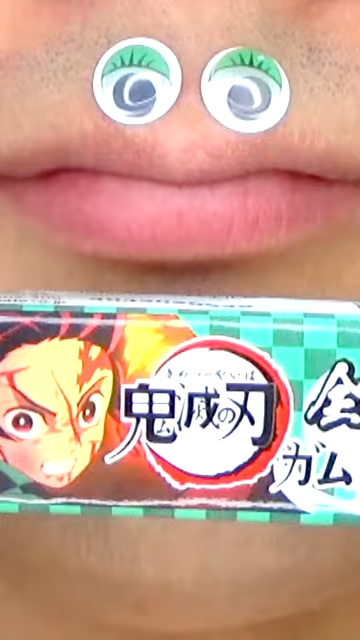 きめつのやいば
鬼滅の刃
全
ガム